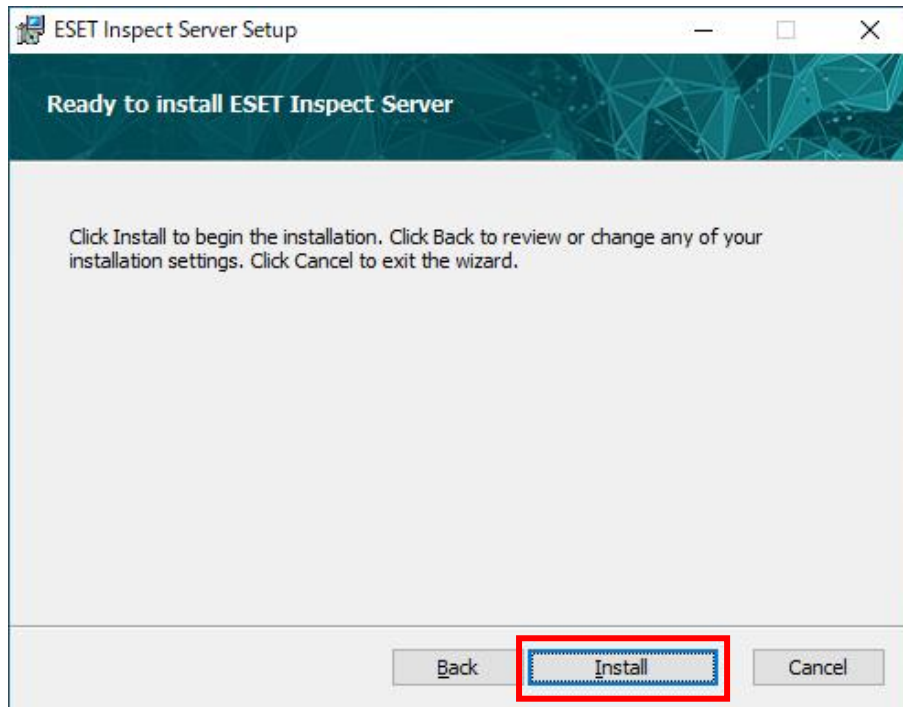 ESET Inspect Server Setup
Ready to install ESET Inspect Server
Click Install to begin the installation. Click Back to review or change any of your
installation settings. Click Cancel to exit the wizard.
Back Install Cancel